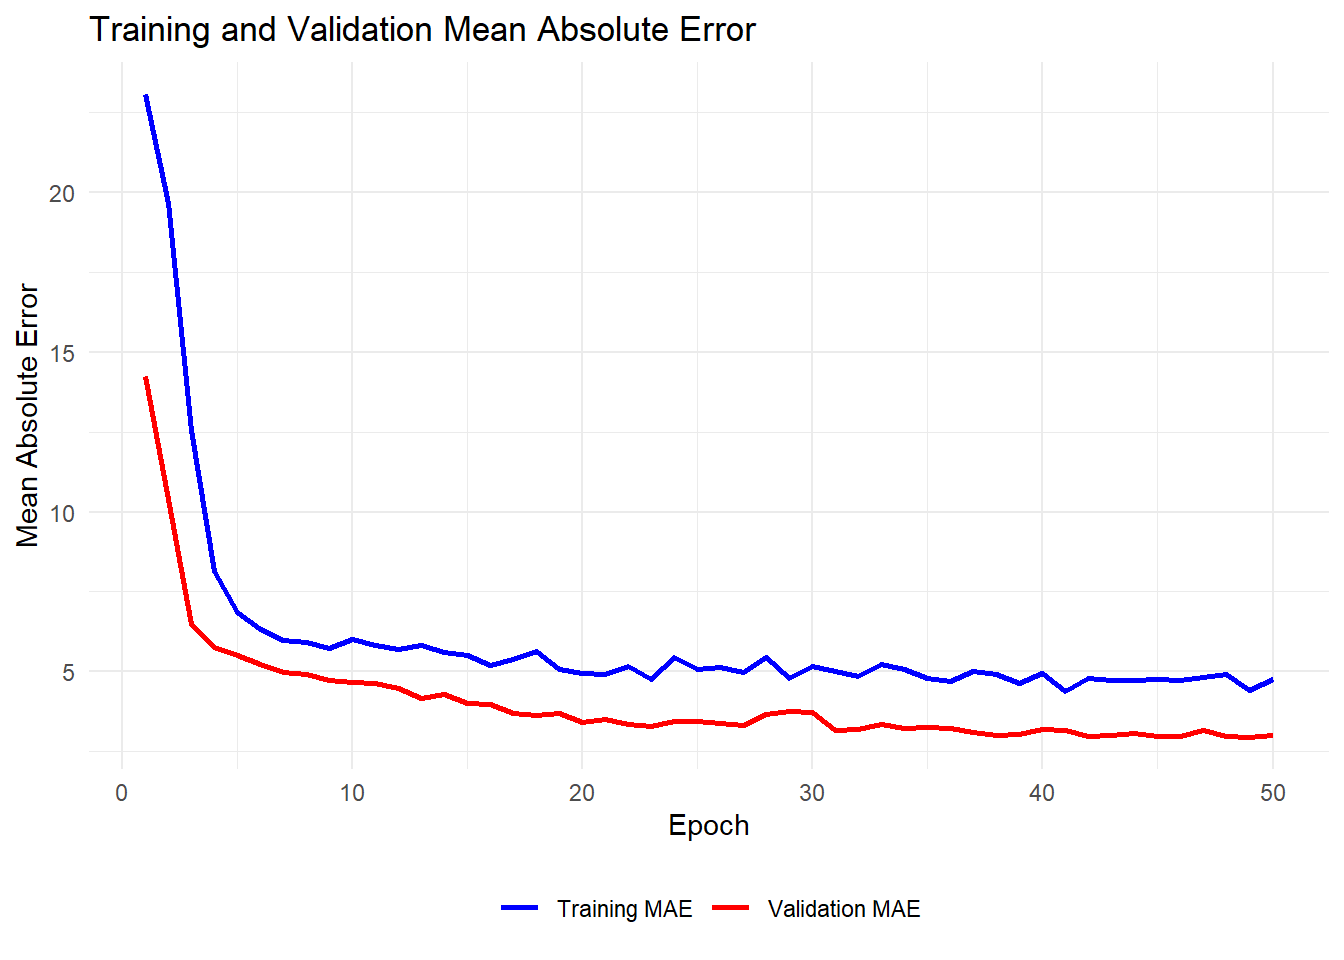 Training and Validation Mean Absolute Error
Mean Absolute Error
20
15
10
5
0 10 20 30 40 50
Epoch
Training MAE Validation MAE